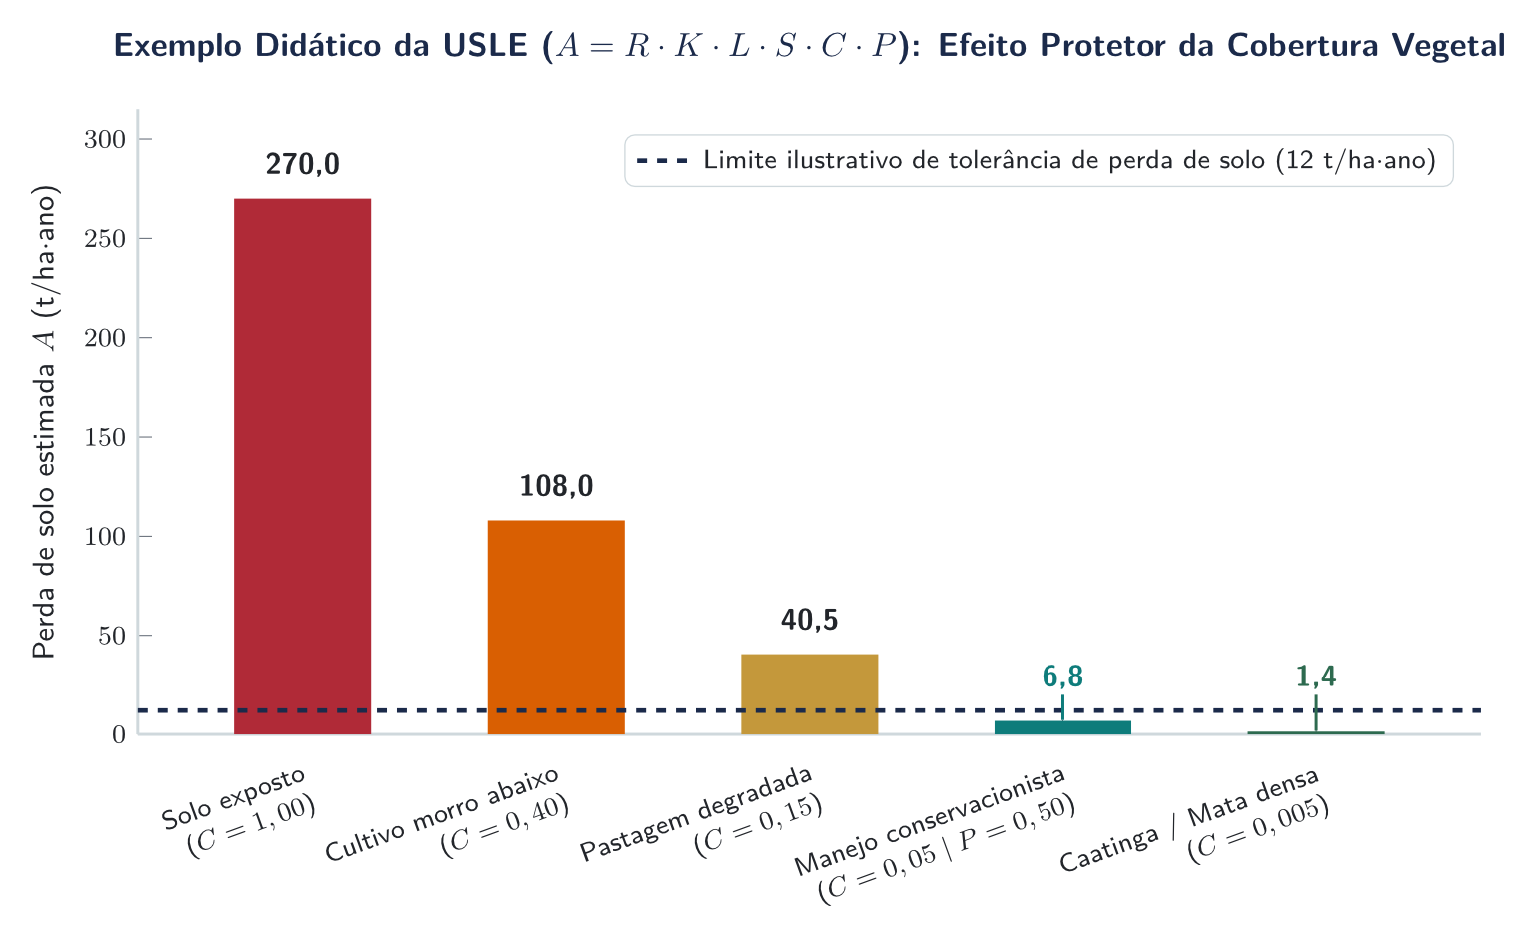 Exemplo Didático da USLE (A = R · K · L · S · C · P): Efeito Protetor da Cobertura Vegetal
Limite ilustrativo de tolerância de perda de solo (12 t/ha·ano)
Perda de solo estimada A (t/ha·ano)
300
250
200
150
100
50
0
270,0
108,0
40,5
6,8
1,4
Solo exposto
(C = 1,00)
Cultivo morro abaixo
(C = 0,40)
Pastagem degradada
(C = 0,15)
Manejo conservacionista
(C = 0,05 | P = 0,50)
Caatinga / Mata densa
(C = 0,005)